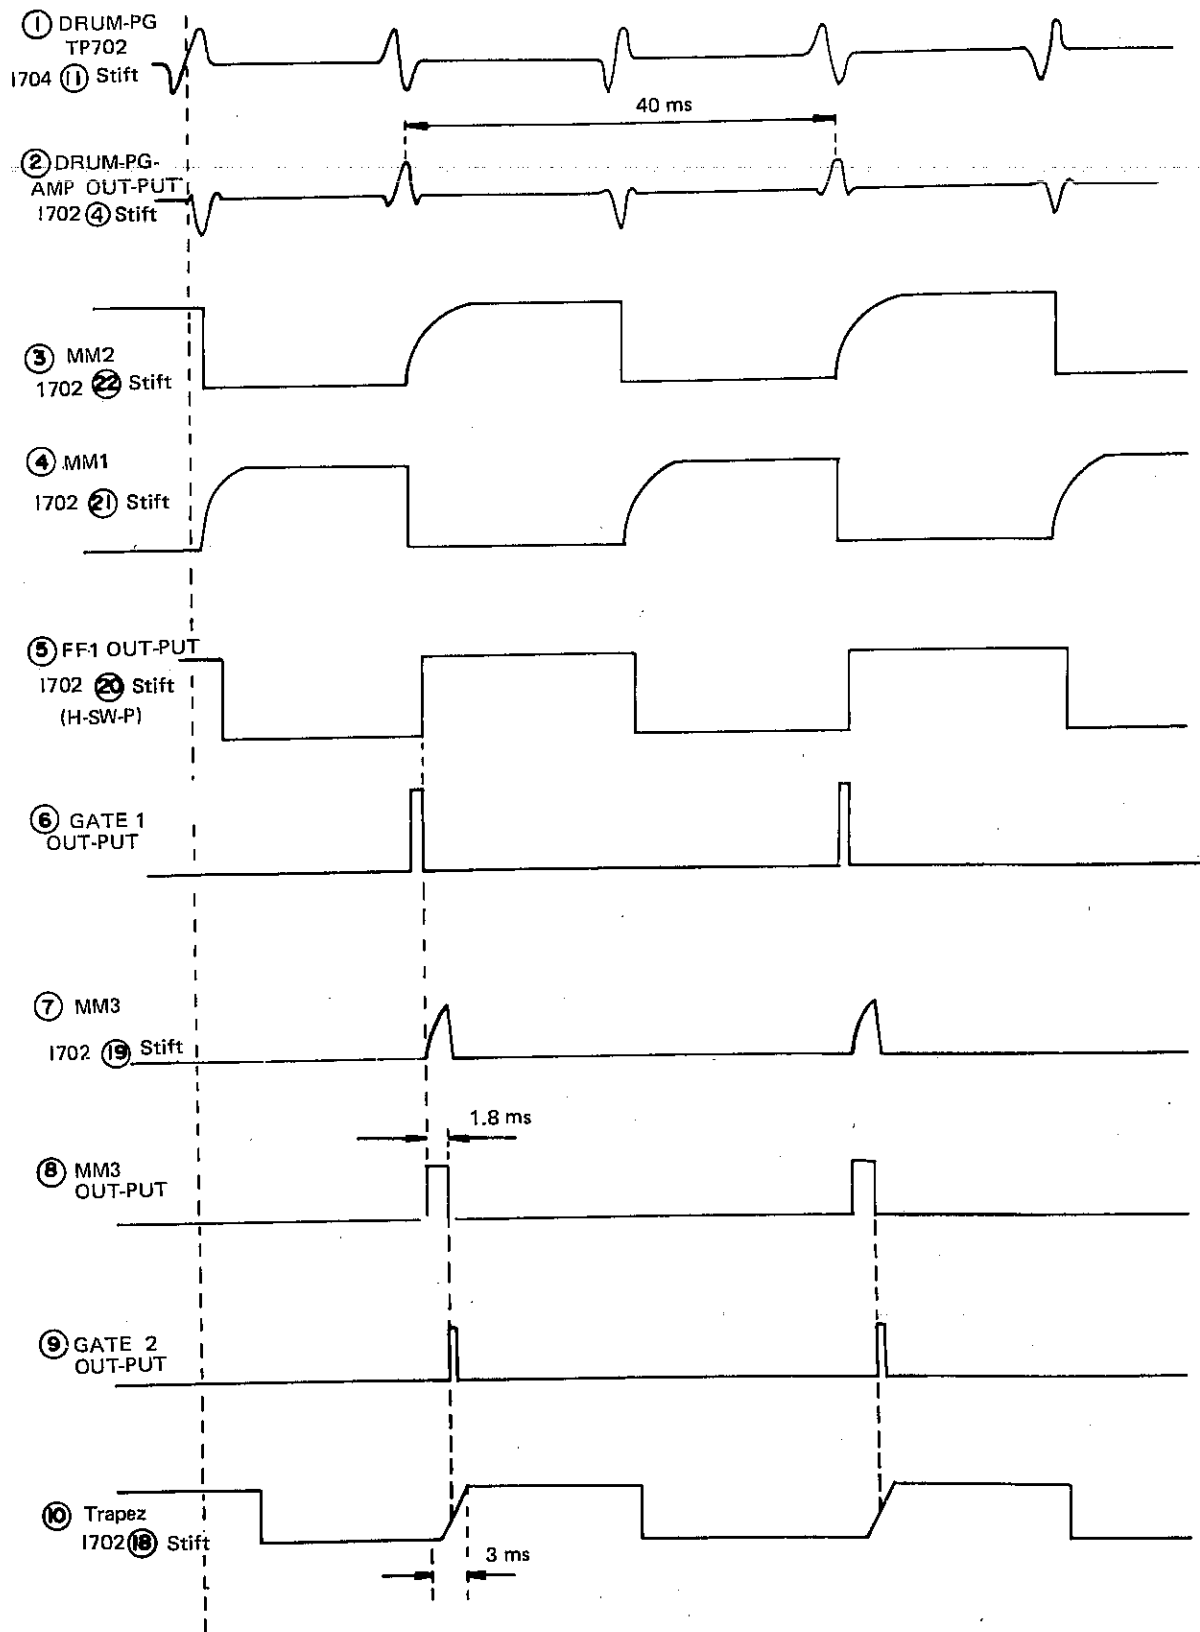 ① DRUM-PG
TP702
I704 ⑪ Stift
40 ms
② DRUM-PG-
AMP OUT-PUT
I702 ④ Stift
③ MM2
I702 ㉒ Stift
④ MM1
I702 ㉑ Stift
⑤ FF1 OUT-PUT
I702 ⑳ Stift
(H-SW-P)
⑥ GATE 1
OUT-PUT
⑦ MM3
I702 ⑲ Stift
1.8 ms
⑧ MM3
OUT-PUT
⑨ GATE 2
OUT-PUT
⑩ Trapez
I702 ⑱ Stift
3 ms